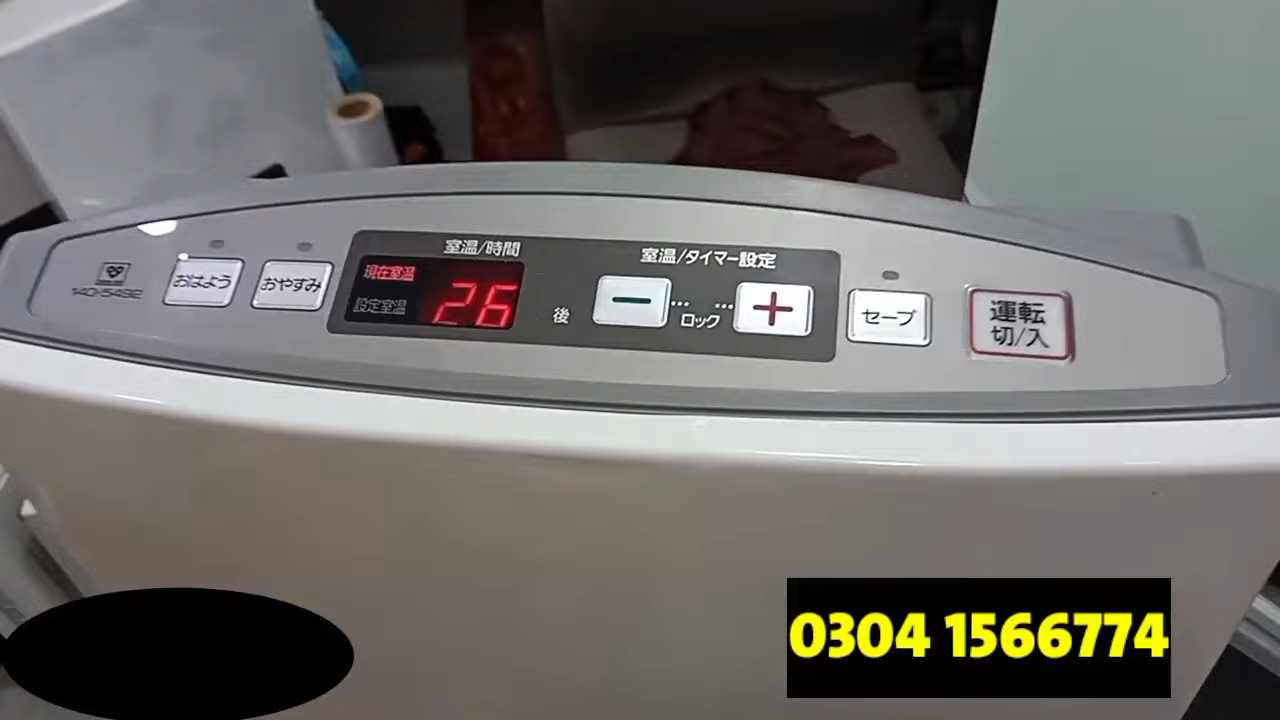 室温/時間
室温/タイマー設定
おはよう
おやすみ
現在室温
設定室温
26
後
ロック
セーブ
運転
切/入
140-5492
0304 1566774